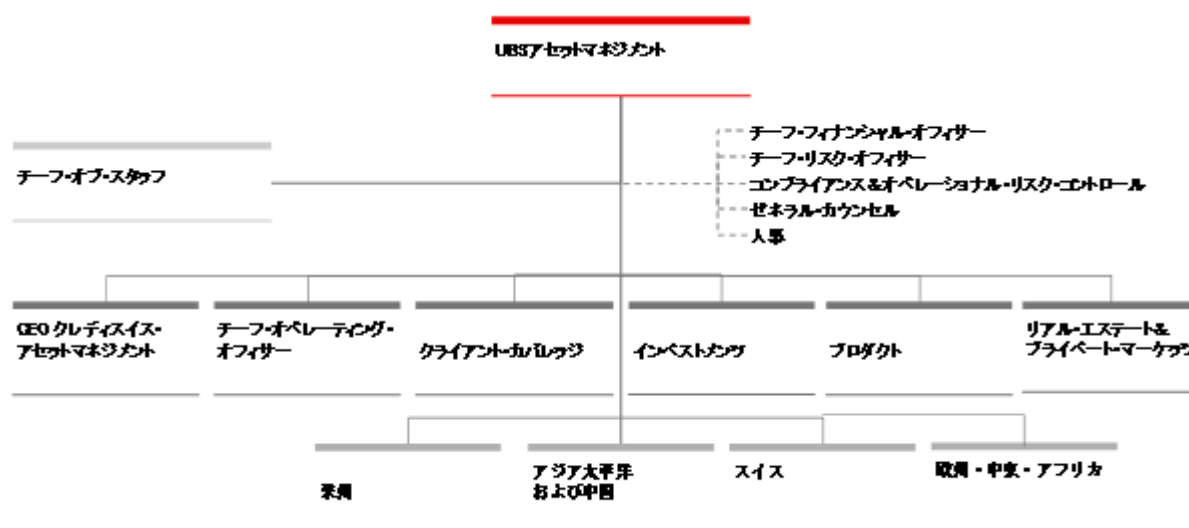 UBSアセットマネジメント
チーフ・フィナンシャル・オフィサー
チーフ・リスク・オフィサー
コンプライアンス&オペレーショナル・リスク・コントロール
ゼネラル・カウンセル
人事
チーフ・オブ・スタッフ
CEO クレディスイス・
アセットマネジメント
チーフ・オペレーティング・
オフィサー
クライアント・カバレッジ
インベストメンツ
プロダクト
リアル・エステート&
プライベート・マーケッツ
米州
アジア太平洋
および中国
スイス
欧州・中東・アフリカ